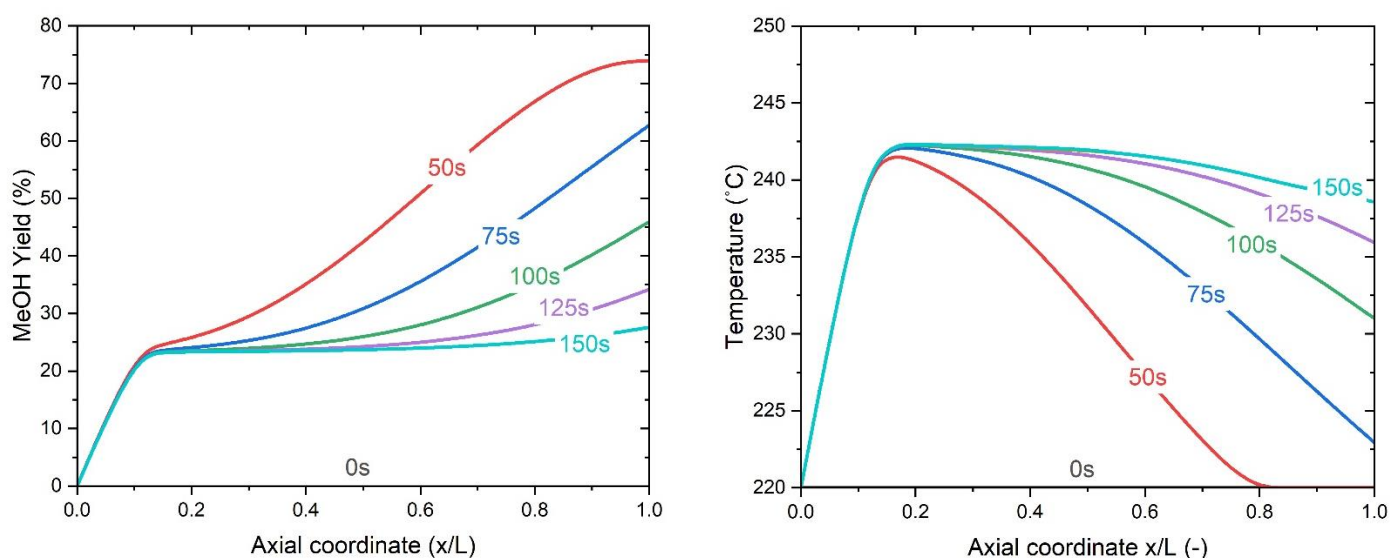 80
70
60
50
40
30
20
10
0
MeOH Yield (%)
50s
75s
100s
125s
150s
0s
0.0 0.2 0.4 0.6 0.8 1.0
Axial coordinate (x/L)
250
245
240
235
230
225
220
Temperature (°C)
150s
125s
100s
75s
50s
0s
0.0 0.2 0.4 0.6 0.8 1.0
Axial coordinate x/L (-)